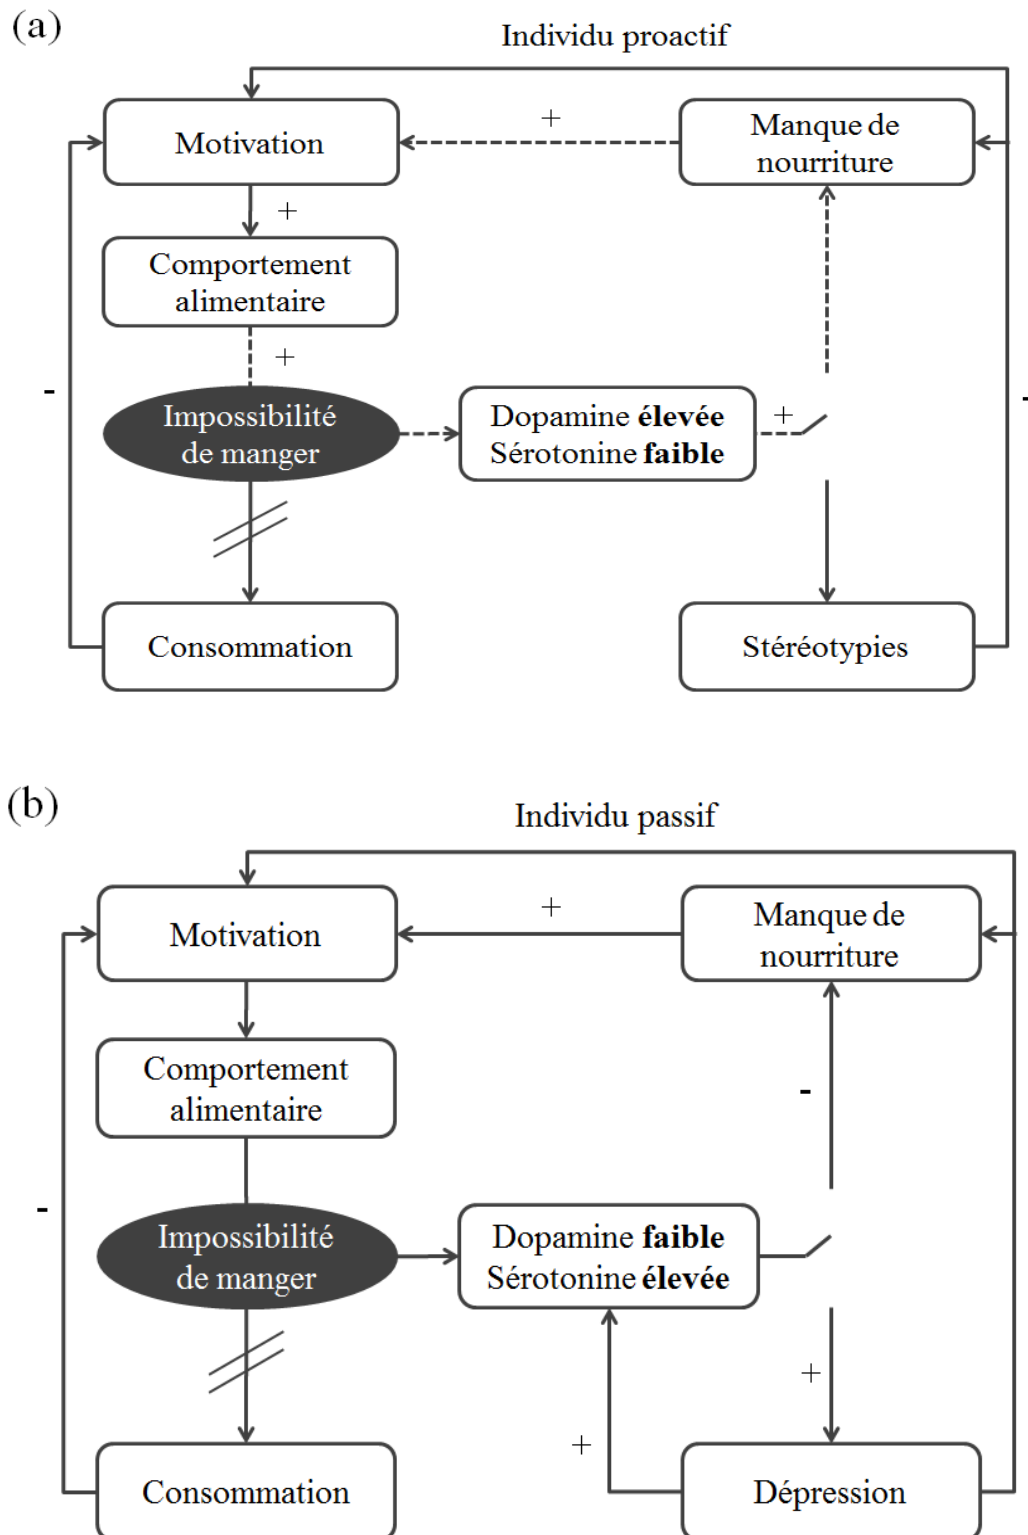 (a)
Individu proactif
Motivation
+
Manque de
nourriture
+
Comportement
alimentaire
+
-
-
Impossibilité
de manger
Dopamine élevée
Sérotonine faible
+
Consommation
Stéréotypies
(b)
Individu passif
Motivation
+
Manque de
nourriture
Comportement
alimentaire
-
-
Impossibilité
de manger
Dopamine faible
Sérotonine élevée
+
+
Consommation
Dépression